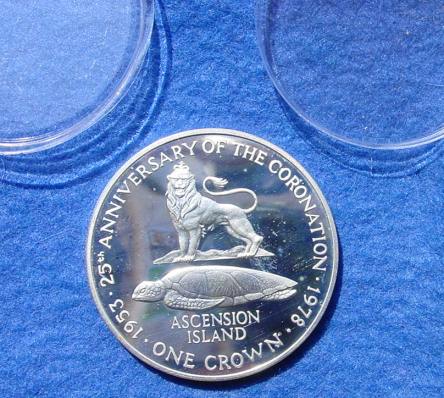 1953 · 25th ANNIVERSARY OF THE CORONATION · 1978
ASCENSION
ISLAND
· ONE CROWN ·